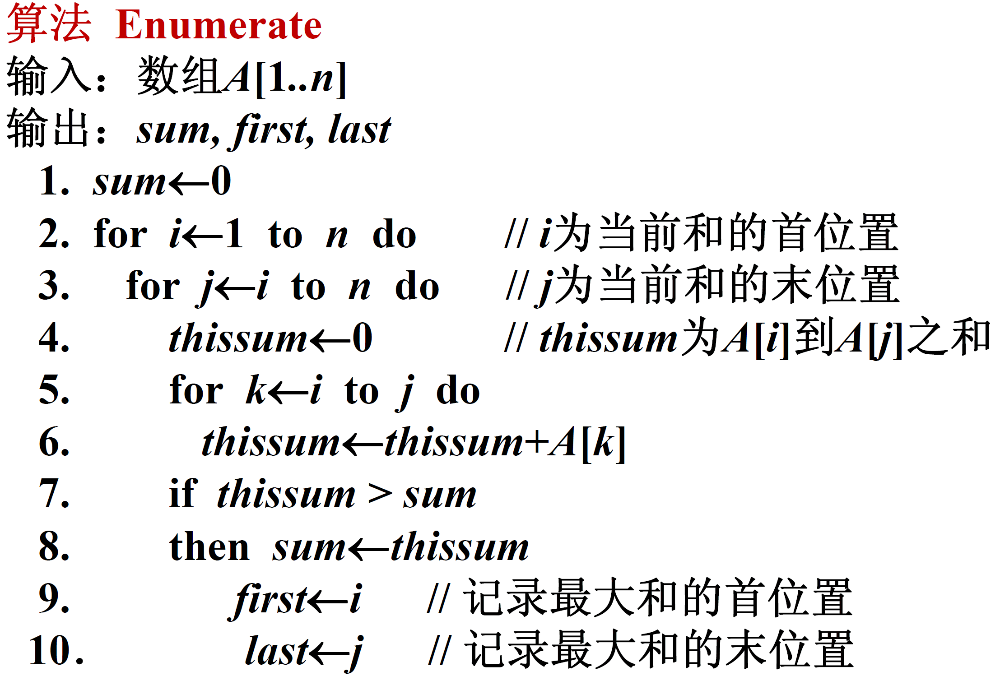 算法 Enumerate
输入：数组A[1..n]
输出：sum, first, last
1. sum←0
2. for i←1 to n do // i为当前和的首位置
3. for j←i to n do // j为当前和的末位置
4. thissum←0 // thissum为A[i]到A[j]之和
5. for k←i to j do
6. thissum←thissum+A[k]
7. if thissum > sum
8. then sum←thissum
9. first←i // 记录最大和的首位置
10. last←j // 记录最大和的末位置